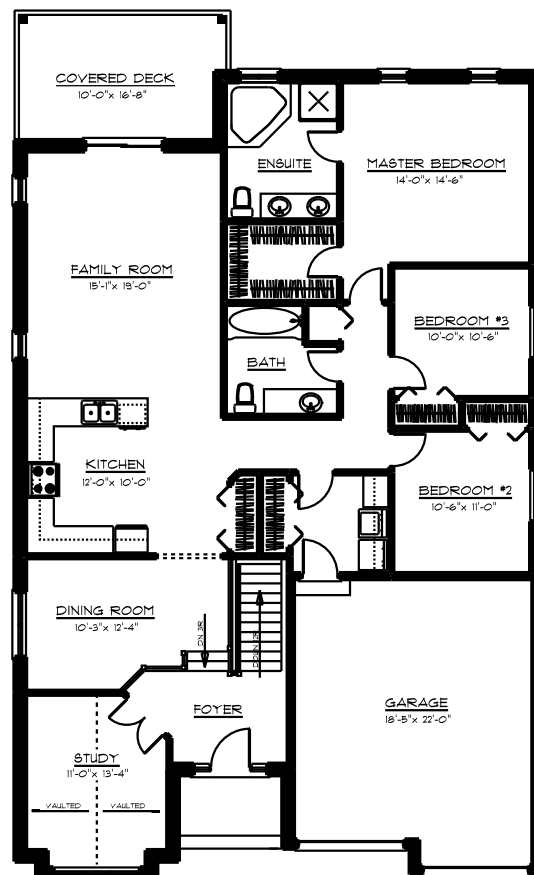 COVERED DECK
10'-0"x 16'-8"
ENSUITE
MASTER BEDROOM
14'-0"x 14'-6"
FAMILY ROOM
15'-1"x 19'-0"
BEDROOM #3
10'-0"x 10'-6"
BATH
KITCHEN
12'-0"x 10'-0"
BEDROOM #2
10'-6"x 11'-0"
DINING ROOM
10'-3"x 12'-4"
DN 3R
FOYER
GARAGE
18'-5"x 22'-0"
STUDY
11'-0"x 13'-4"
VAULTED
VAULTED